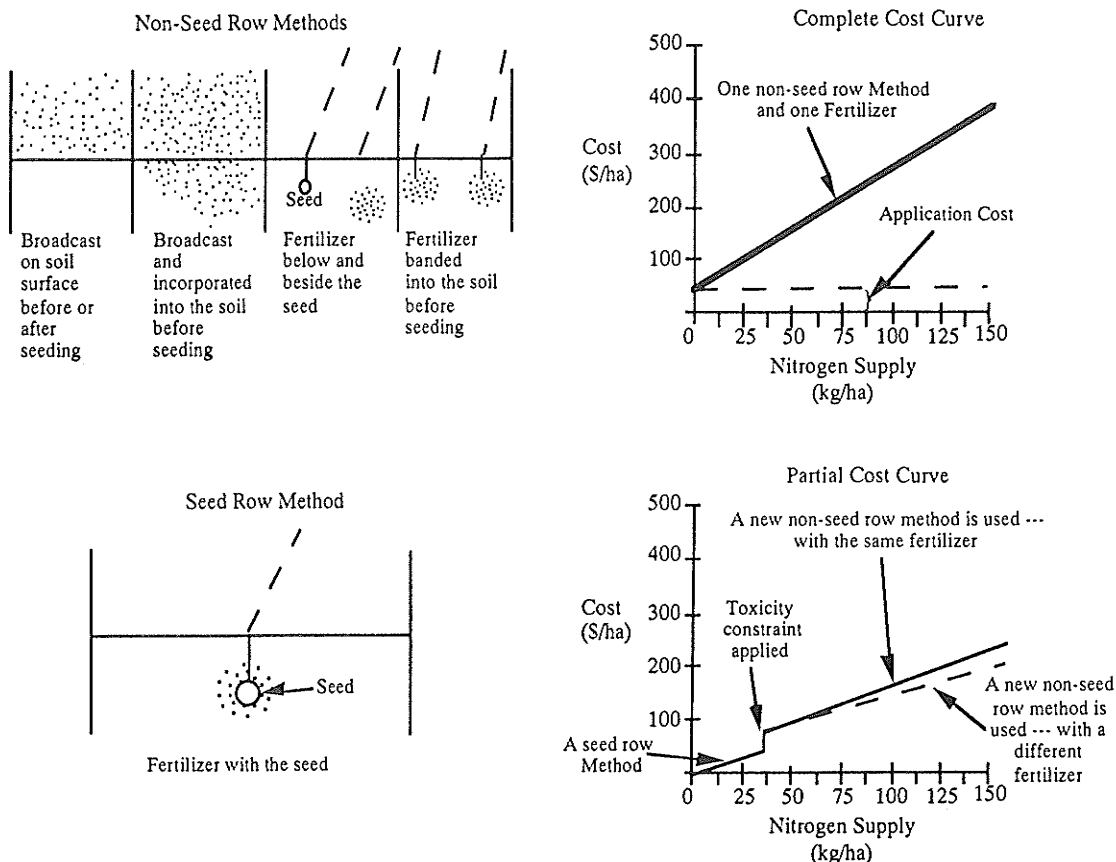 Non-Seed Row Methods
Seed
Broadcast
on soil
surface
before or
after
seeding
Broadcast
and
incorporated
into the soil
before
seeding
Fertilizer
below and
beside the
seed
Fertilizer
banded
into the soil
before
seeding
Complete Cost Curve
500
400
300
200
100
Cost
(S/ha)
One non-seed row Method
and one Fertilizer
Application Cost
0 25 50 75 100 125 150
Nitrogen Supply
(kg/ha)
Seed Row Method
Seed
Fertilizer with the seed
Partial Cost Curve
500
400
300
200
100
0
Cost
(S/ha)
A new non-seed row method is used ---
with the same fertilizer
Toxicity
constraint
applied
A new non-seed
row method is
used --- with a
different
fertilizer
A seed row
Method
0 25 50 75 100 125 150
Nitrogen Supply
(kg/ha)